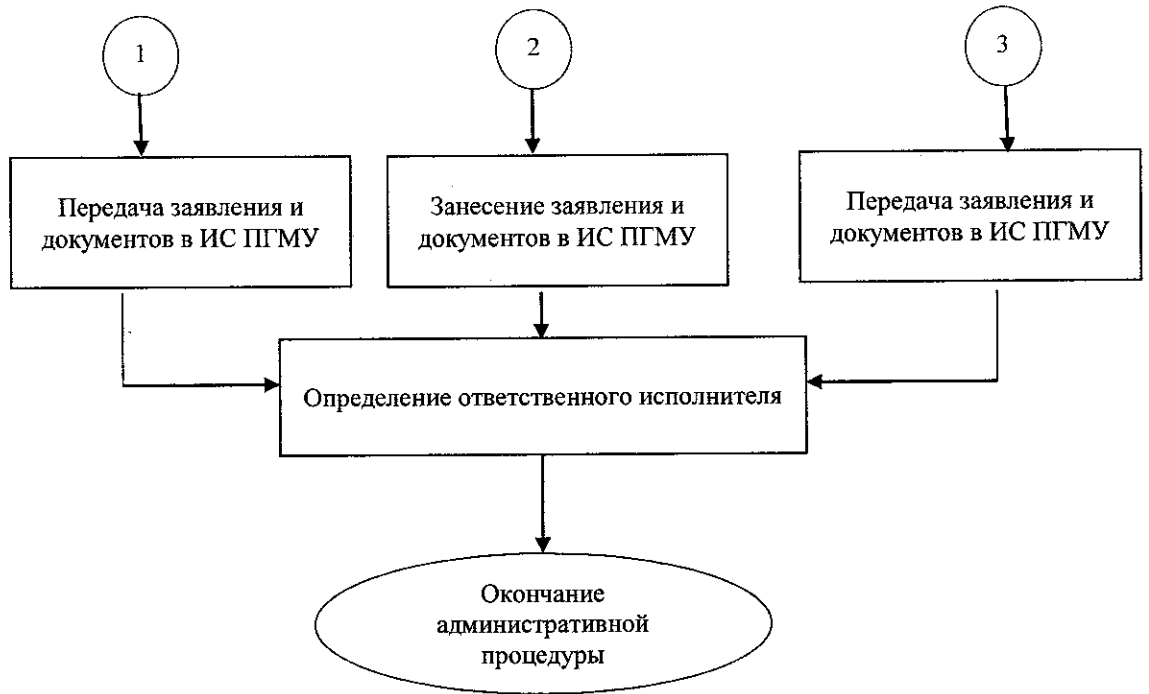 1
2
3
Передача заявления и
документов в ИС ПГМУ
Занесение заявления и
документов в ИС ПГМУ
Передача заявления и
документов в ИС ПГМУ
Определение ответственного исполнителя
Окончание
административной
процедуры